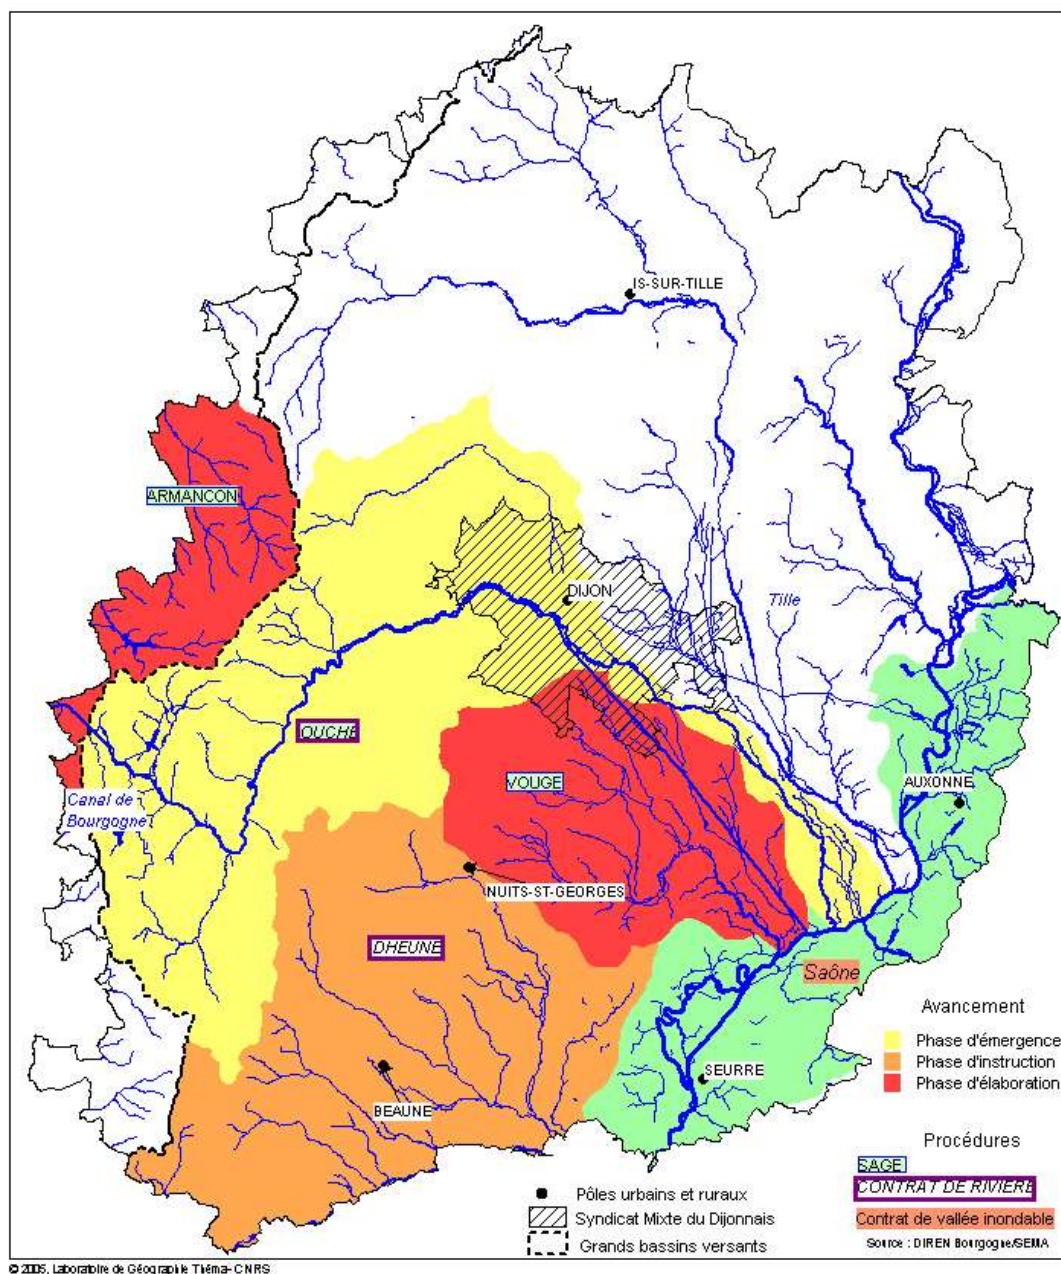 IS-SUR-TILLE
ARMANCON
DIJON
Tille
OUCHE
VOUGE
AUXONNE
Canal de
Bourgogne
NUITS-ST-GEORGES
DHEUNE
Saône
SEURRE
BEAUNE
Avancement
Phase d'émergence
Phase d'instruction
Phase d'élaboration
Procédures
SAGE
CONTRAT DE RIVIERE
Contrat de vallée inondable
Source : DIREN Bourgogne/SEMA
Pôles urbains et ruraux
Syndicat Mixte du Dijonnais
Grands bassins versants
© 2005, Laboratoire de Géographie Théma-CNRS